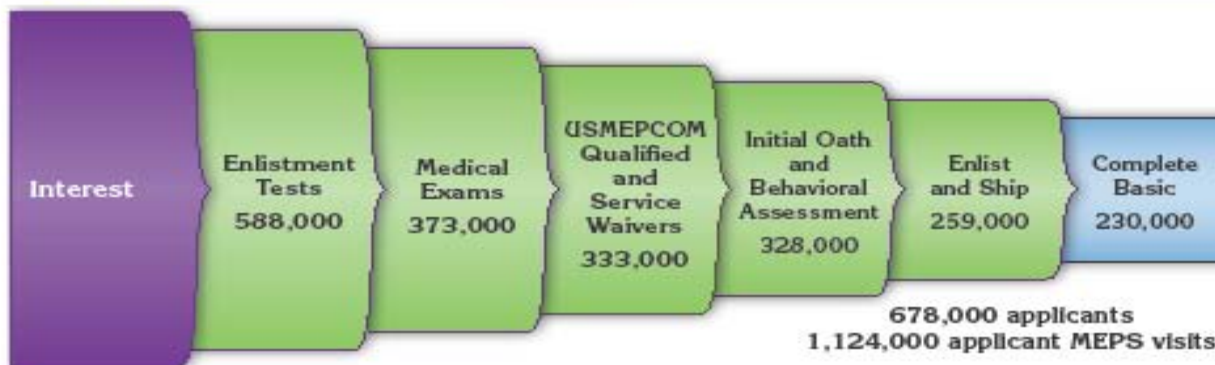 Interest
Enlistment
Tests
588,000
Medical
Exams
373,000
USMEPCOM
Qualified
and
Service
Waivers
333,000
Initial Oath
and
Behavioral
Assessment
328,000
Enlist
and Ship
259,000
Complete
Basic
230,000
678,000 applicants
1,124,000 applicant MEPS visits